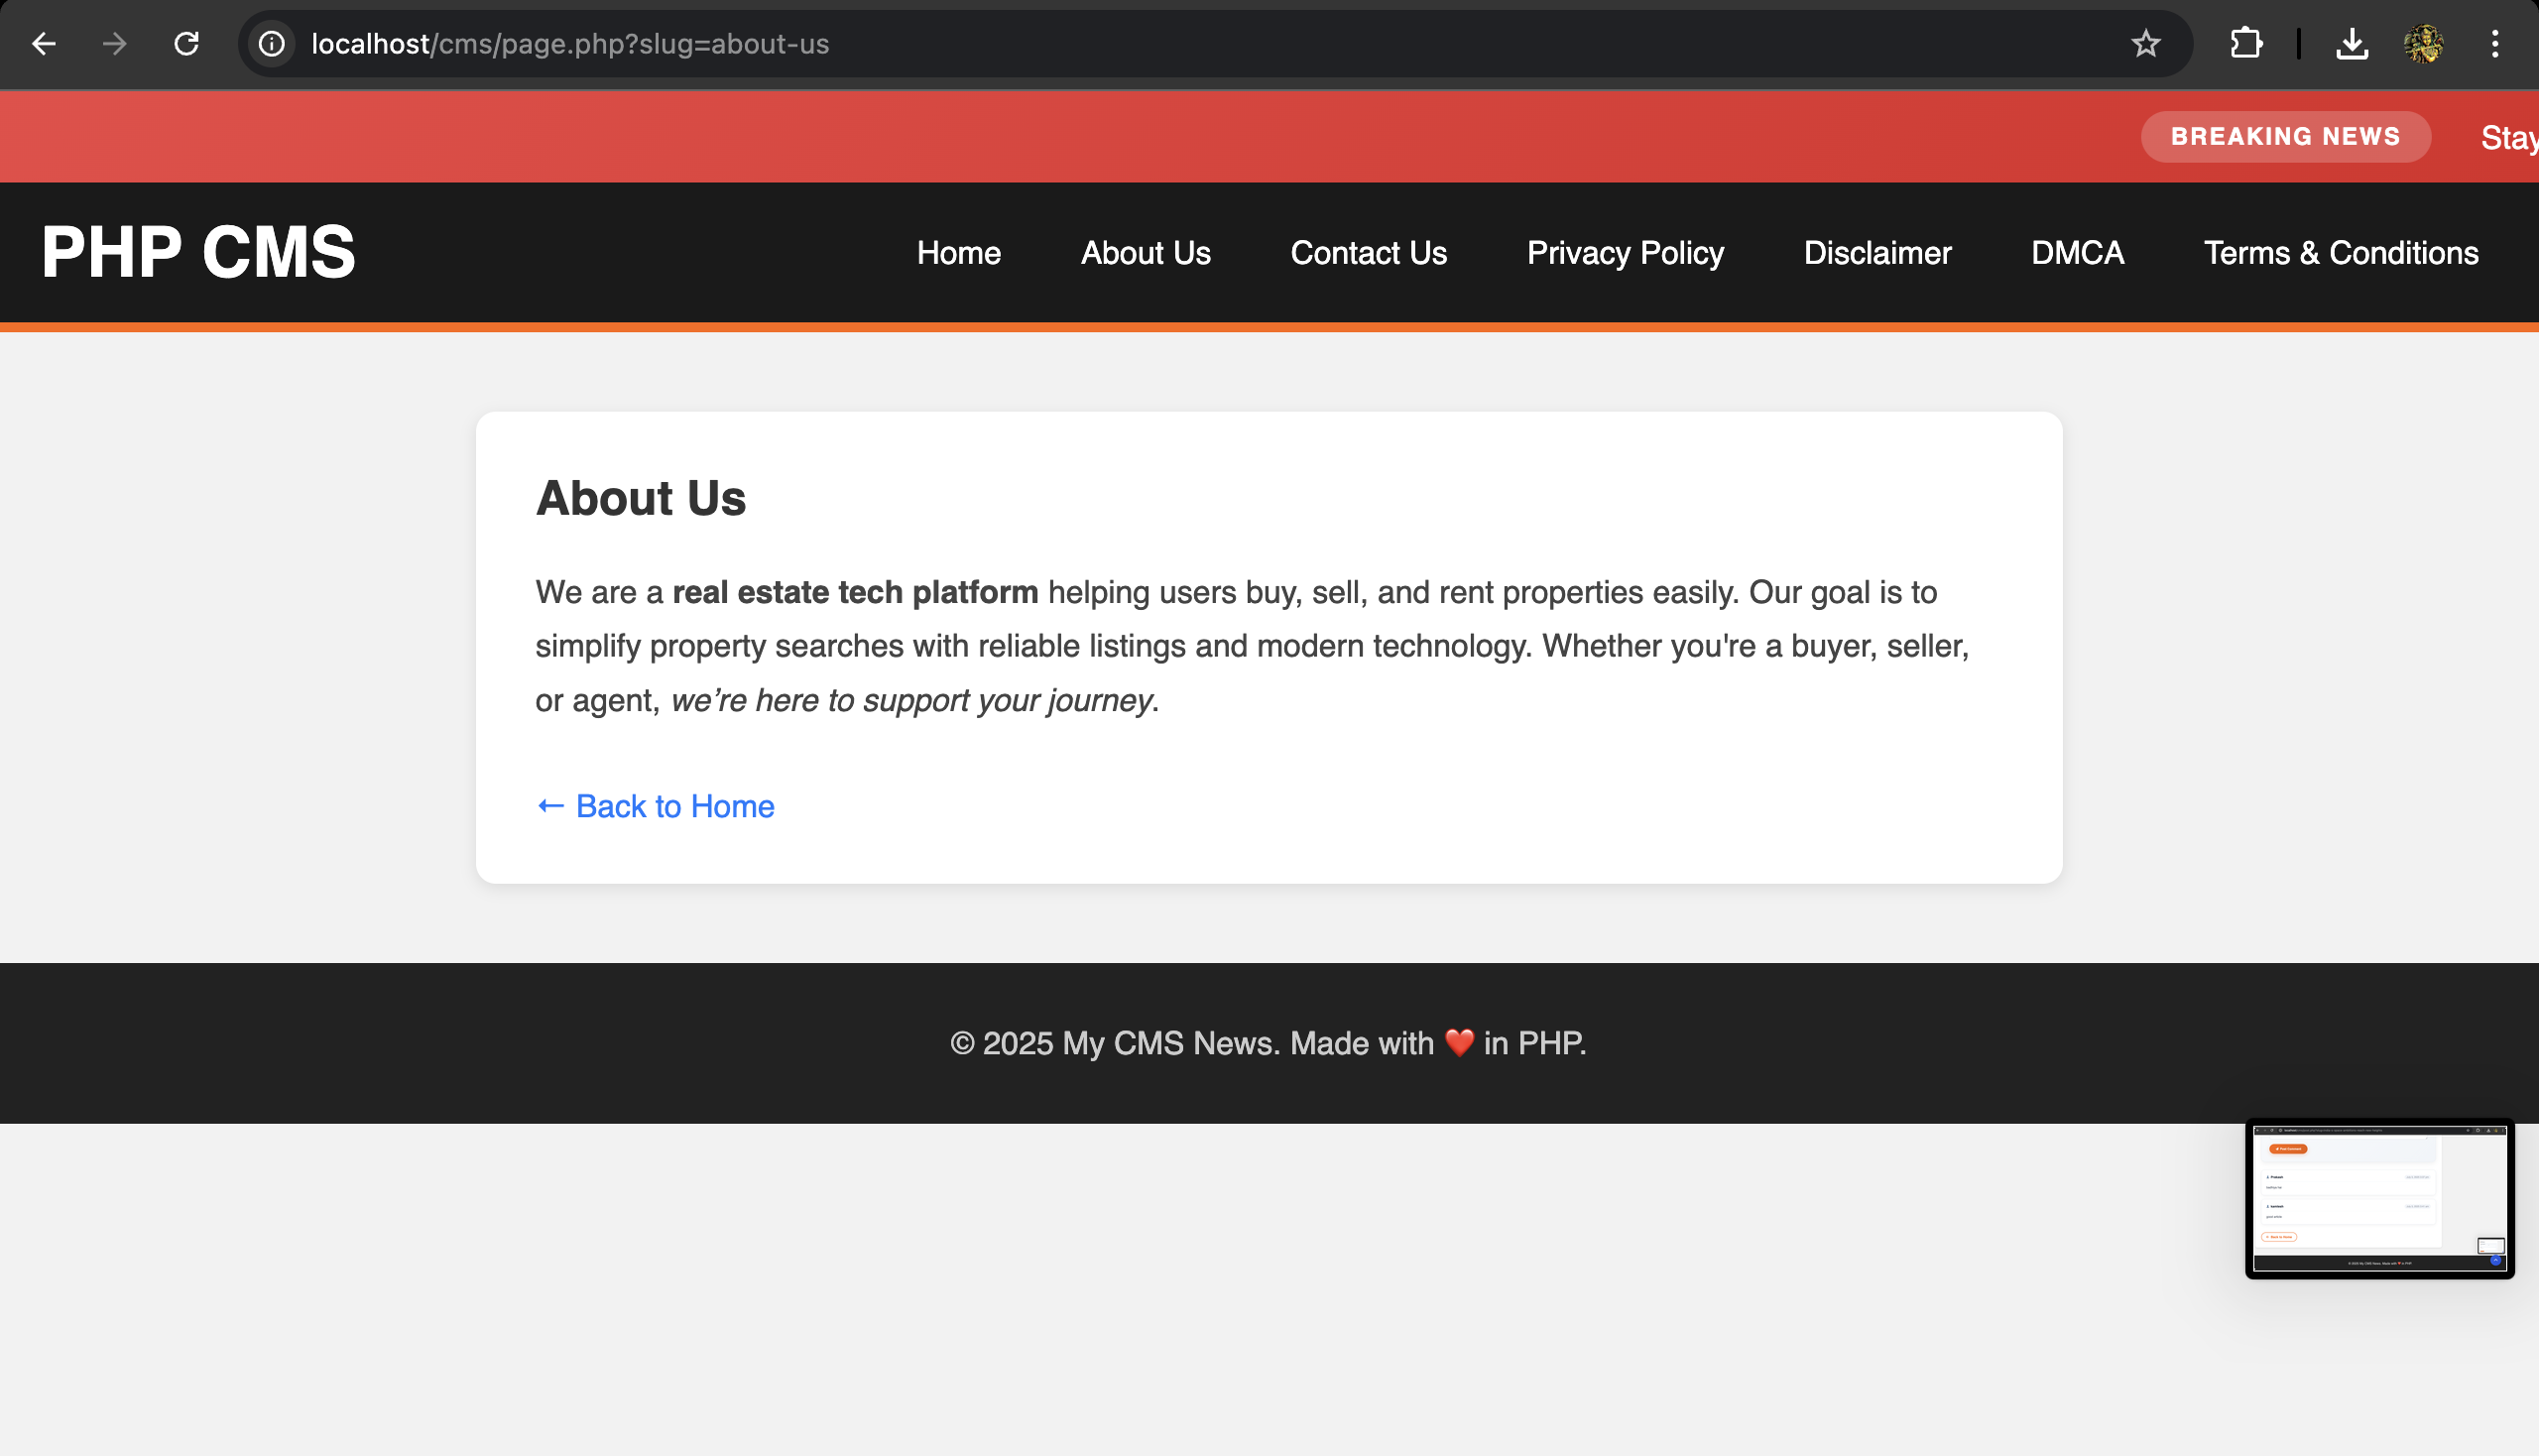 localhost/cms/page.php?slug=about-us
BREAKING NEWS Stay
PHP CMS
Home About Us Contact Us Privacy Policy Disclaimer DMCA Terms & Conditions
About Us
We are a real estate tech platform helping users buy, sell, and rent properties easily. Our goal is to
simplify property searches with reliable listings and modern technology. Whether you're a buyer, seller,
or agent, we’re here to support your journey.
← Back to Home
© 2025 My CMS News. Made with ❤️ in PHP.